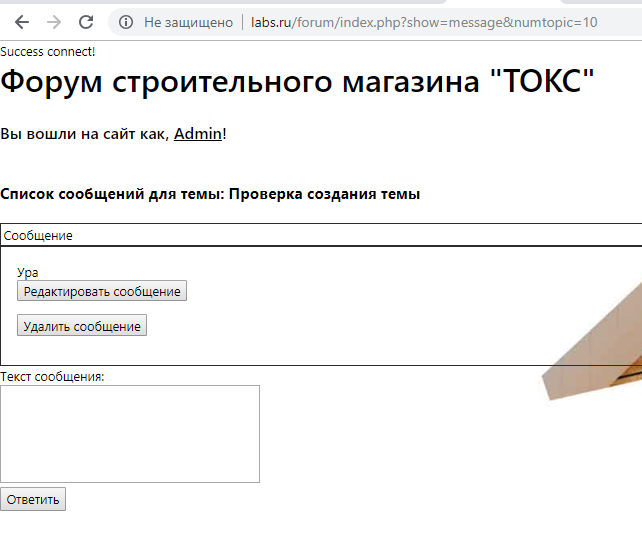 Не защищено | labs.ru/forum/index.php?show=message&numtopic=10
Success connect!
Форум строительного магазина "ТОКС"
Вы вошли на сайт как, Admin!
Список сообщений для темы: Проверка создания темы
Сообщение
Ура
Редактировать сообщение
Удалить сообщение
Текст сообщения:
Ответить